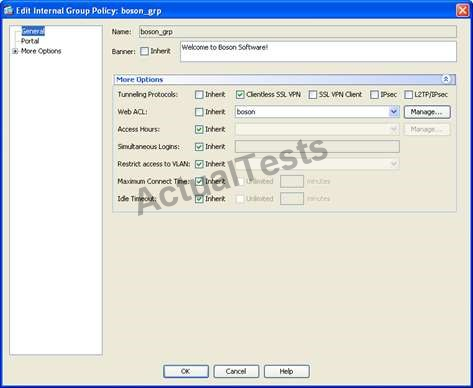 Edit Internal Group Policy: boson_grp
General
Portal
More Options
Name: boson_grp
Banner: Inherit Welcome to Boson Software!
More Options
Tunneling Protocols: Inherit Clientless SSL VPN SSL VPN Client IPsec L2TP/IPsec
Web ACL: Inherit boson Manage...
Access Hours: Inherit Manage...
Simultaneous Logins: Inherit
Restrict access to VLAN: Inherit
Maximum Connect Time: Inherit Unlimited minutes
Idle Timeout: Inherit Unlimited minutes
ActualTests
OK Cancel Help